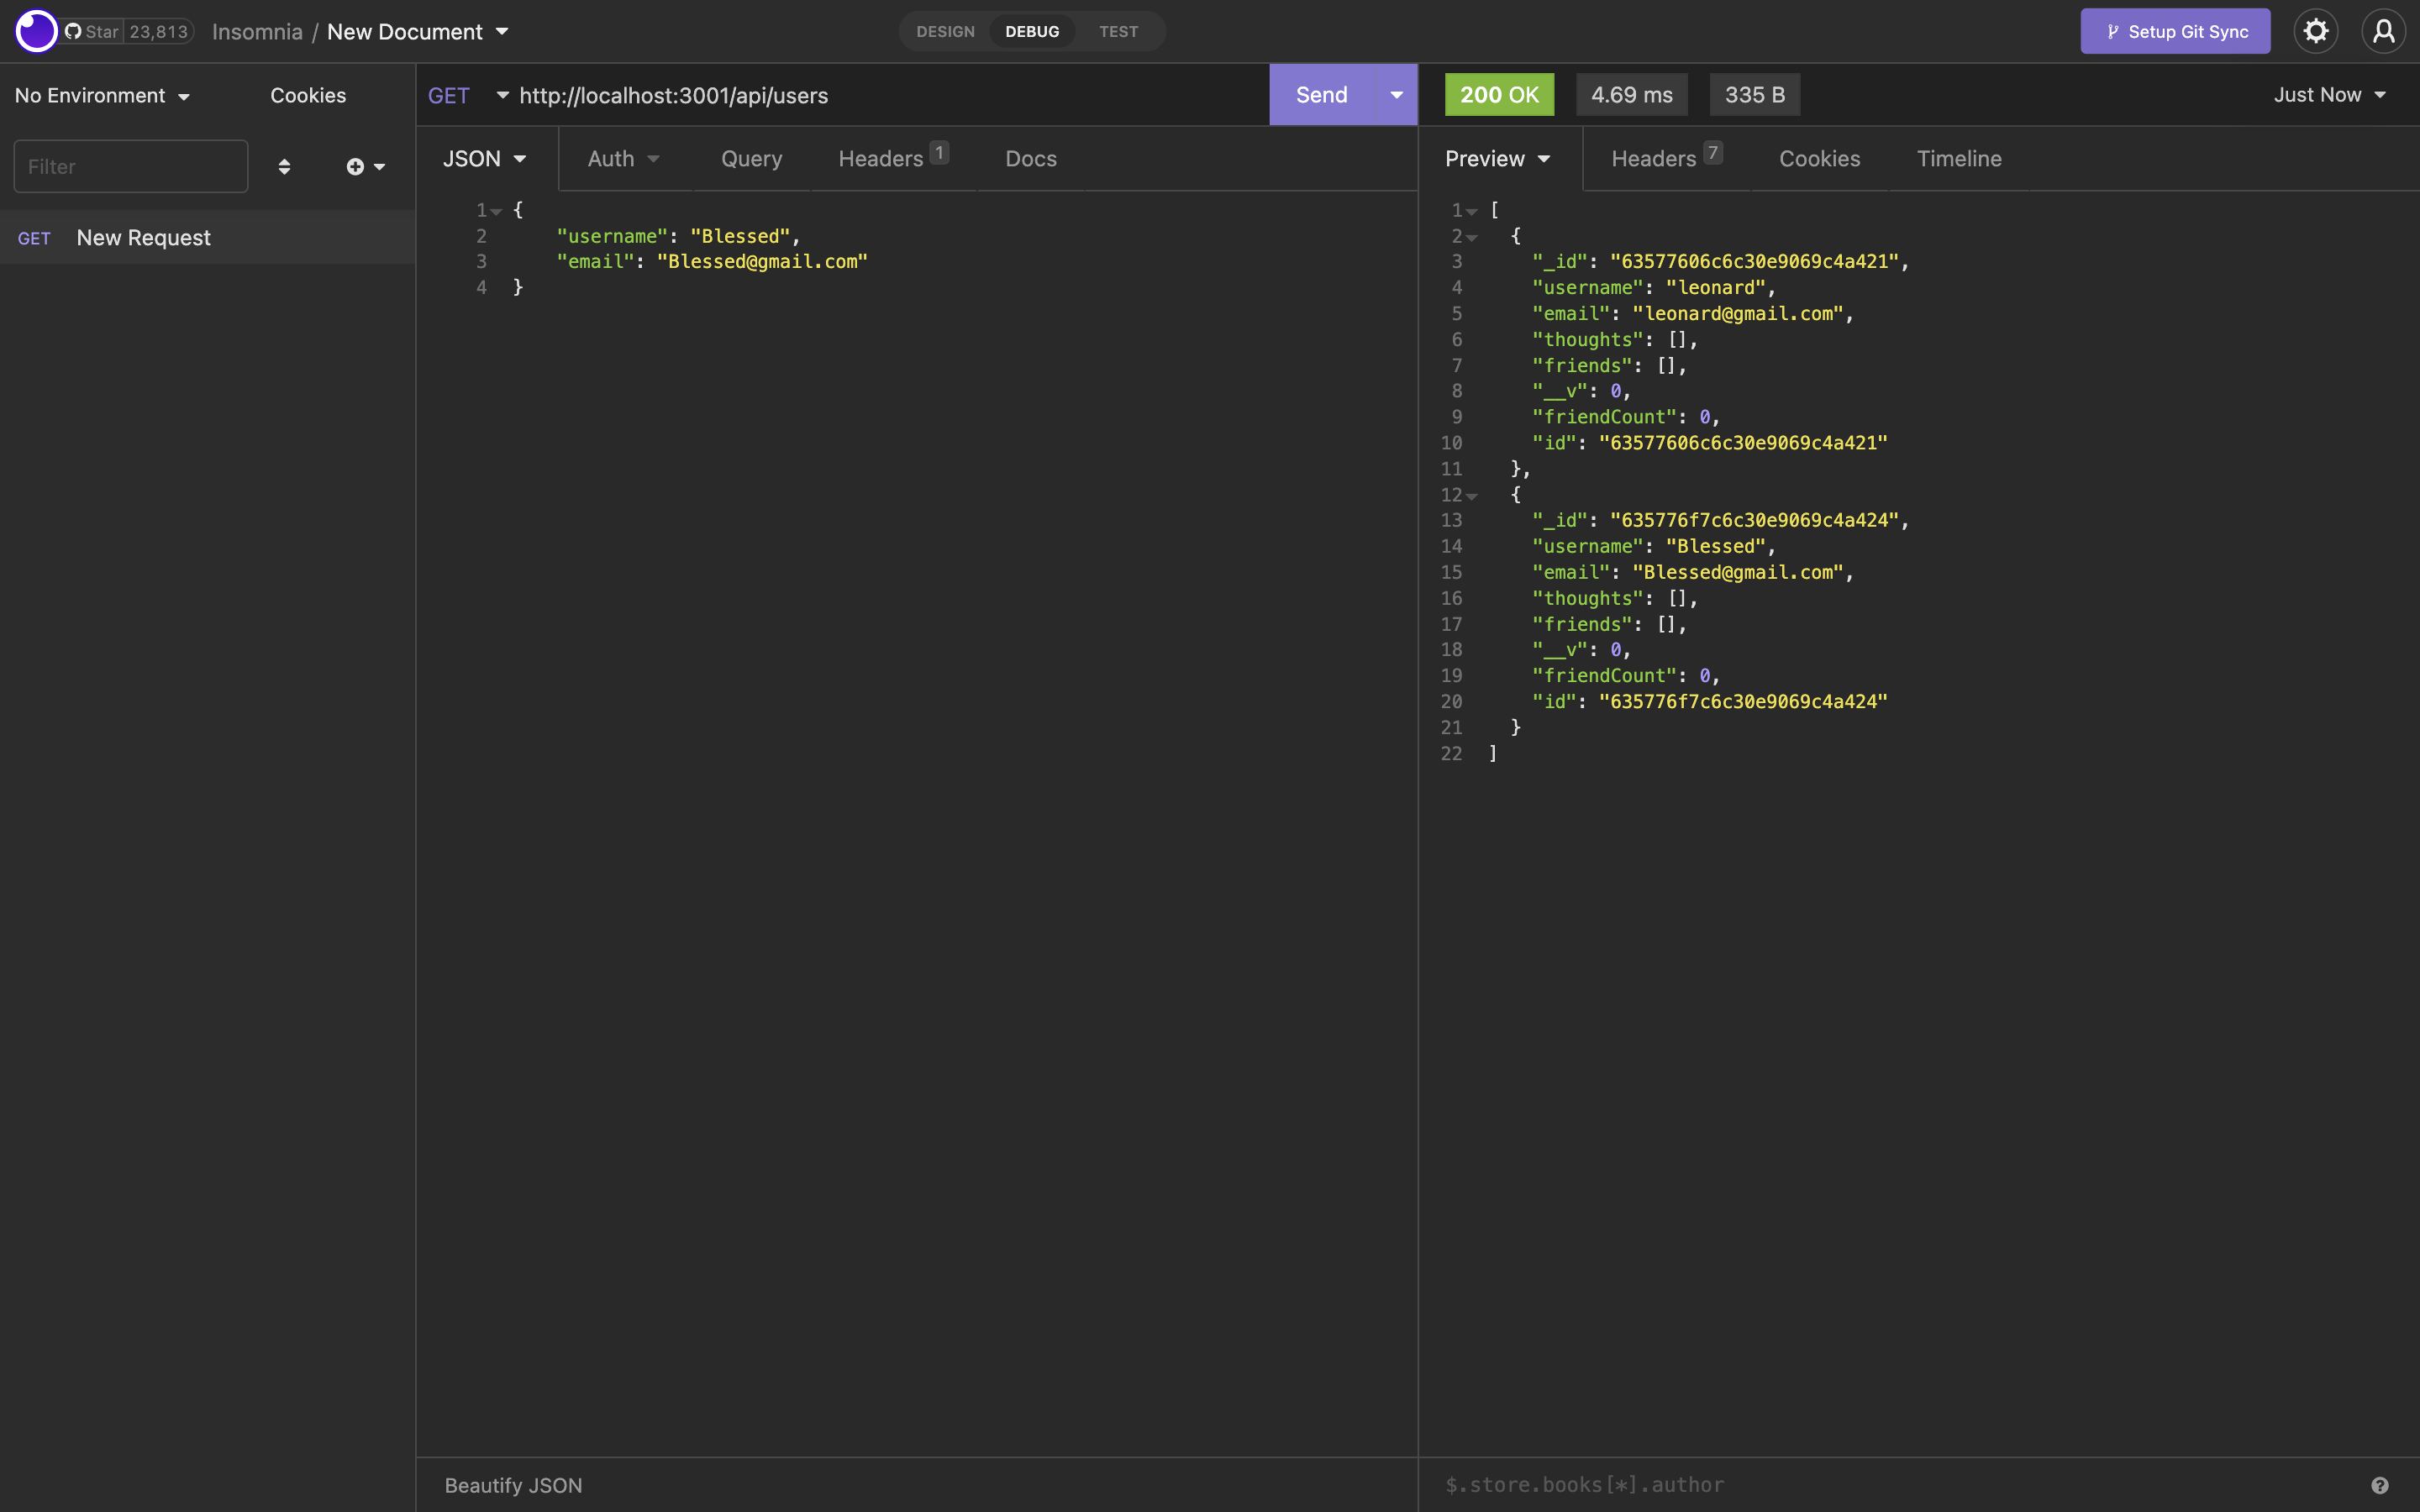 Star 23,813 Insomnia / New Document
DESIGN DEBUG TEST
Setup Git Sync
No Environment Cookies
Filter
GET New Request
GET http://localhost:3001/api/users Send
JSON Auth Query Headers 1 Docs
1 {
2 "username": "Blessed",
3 "email": "Blessed@gmail.com"
4 }
Beautify JSON
200 OK 4.69 ms 335 B Just Now
Preview Headers 7 Cookies Timeline
1 [
2 {
3 "_id": "63577606c6c30e9069c4a421",
4 "username": "leonard",
5 "email": "leonard@gmail.com",
6 "thoughts": [],
7 "friends": [],
8 "__v": 0,
9 "friendCount": 0,
10 "id": "63577606c6c30e9069c4a421"
11 },
12 {
13 "_id": "635776f7c6c30e9069c4a424",
14 "username": "Blessed",
15 "email": "Blessed@gmail.com",
16 "thoughts": [],
17 "friends": [],
18 "__v": 0,
19 "friendCount": 0,
20 "id": "635776f7c6c30e9069c4a424"
21 }
22 ]
$.store.books[*].author